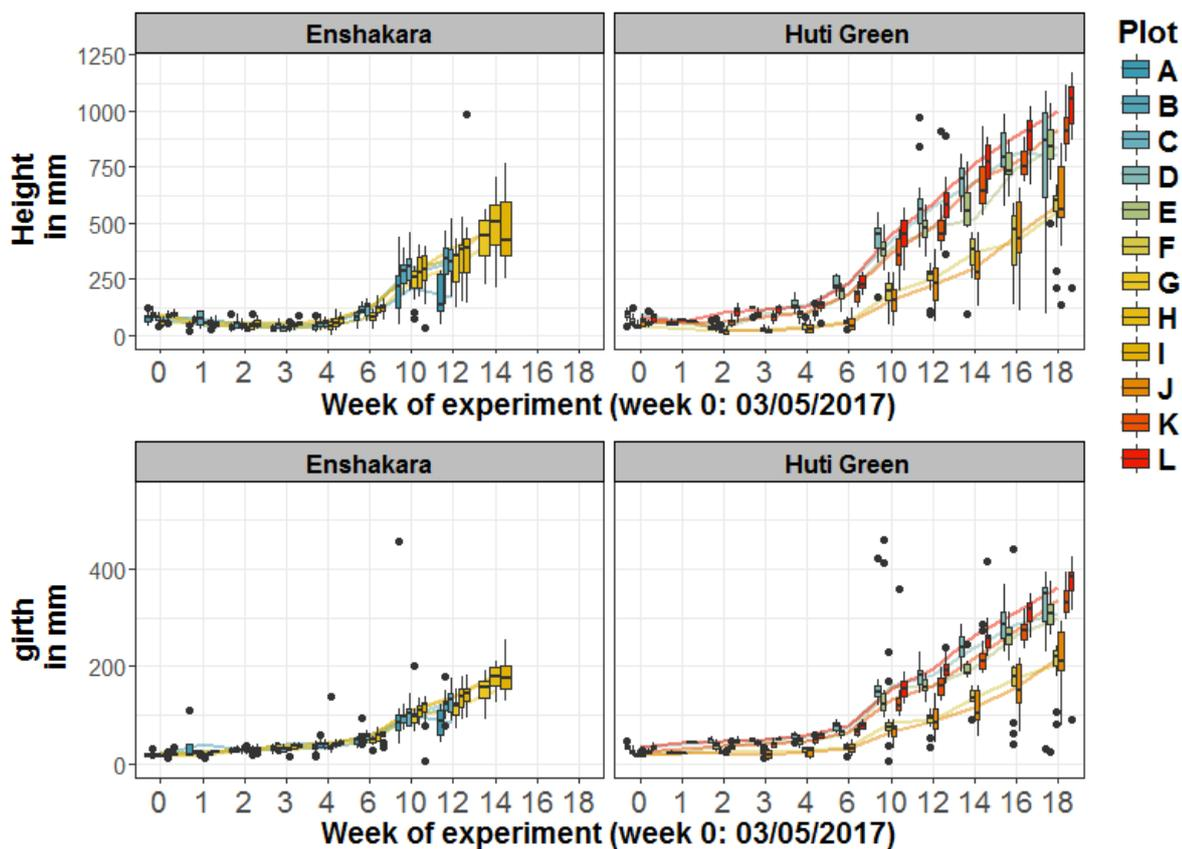 Enshakara Huti Green
Height
in mm
1250
1000
750
500
250
0
0 1 2 3 4 6 10 12 14 16 18 0 1 2 3 4 6 10 12 14 16 18
Week of experiment (week 0: 03/05/2017)
Enshakara Huti Green
girth
in mm
400
200
0
0 1 2 3 4 6 10 12 14 16 18 0 1 2 3 4 6 10 12 14 16 18
Week of experiment (week 0: 03/05/2017)
Plot
A
B
C
D
E
F
G
H
I
J
K
L